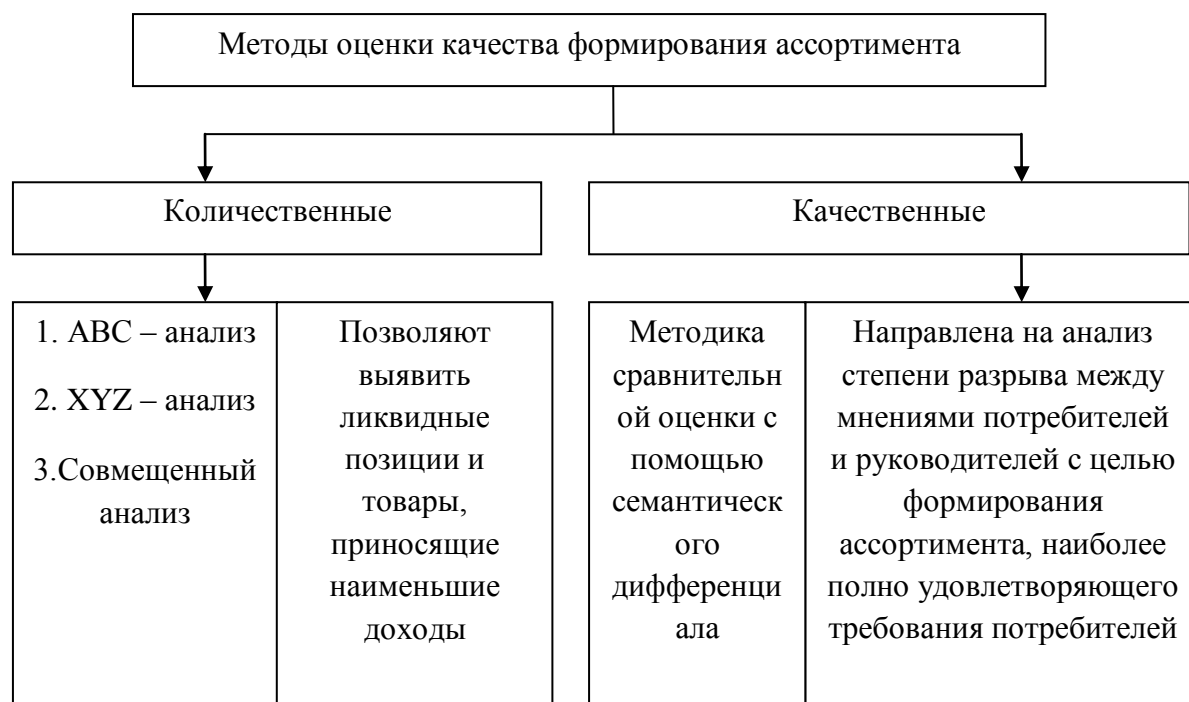 Методы оценки качества формирования ассортимента
Количественные
Качественные
1. ABC – анализ
2. XYZ – анализ
3.Совмещенный
анализ
Позволяют
выявить
ликвидные
позиции и
товары,
приносящие
наименьшие
доходы
Методика
сравнительн
ой оценки с
помощью
семантическ
ого
дифференци
ала
Направлена на анализ
степени разрыва между
мнениями потребителей
и руководителей с целью
формирования
ассортимента, наиболее
полно удовлетворяющего
требования потребителей